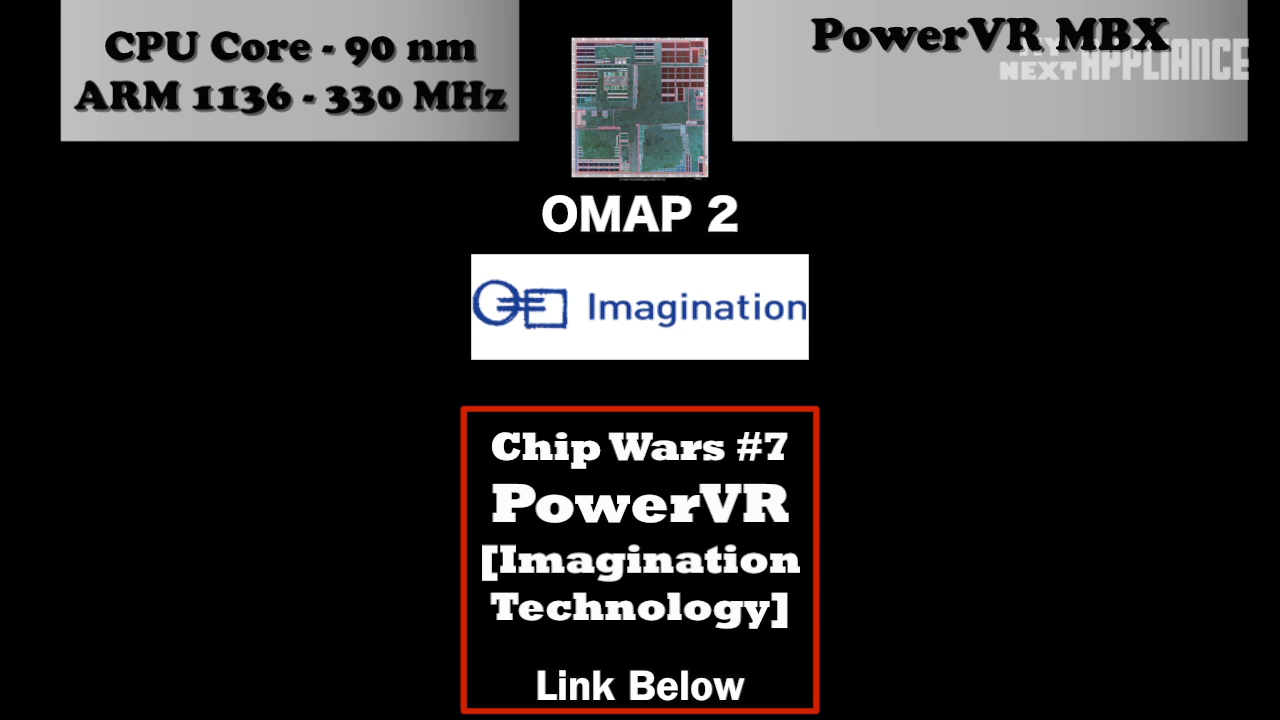 CPU Core - 90 nm
ARM 1136 - 330 MHz
PowerVR MBX
NEXT APPLIANCE
OMAP 2
Imagination
Chip Wars #7
PowerVR
[Imagination
Technology]
Link Below